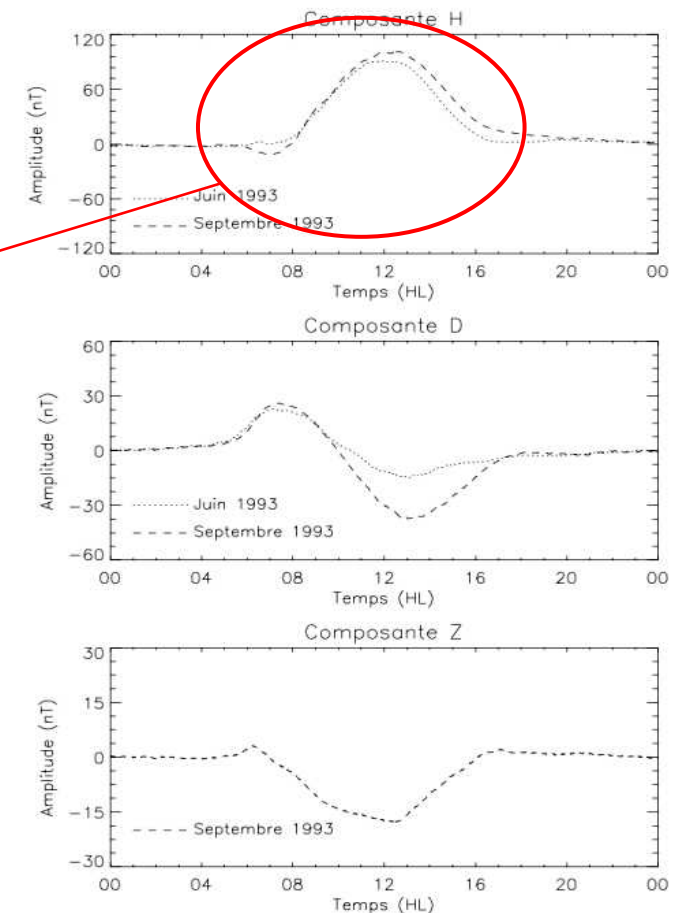 Composante H
120
60
0
−60
−120
Amplitude (nT)
Juin 1993
Septembre 1993
00 04 08 12 16 20 00
Temps (HL)
Composante D
60
30
0
−30
−60
Amplitude (nT)
Juin 1993
Septembre 1993
00 04 08 12 16 20 00
Temps (HL)
Composante Z
30
15
0
−15
−30
Amplitude (nT)
Septembre 1993
00 04 08 12 16 20 00
Temps (HL)